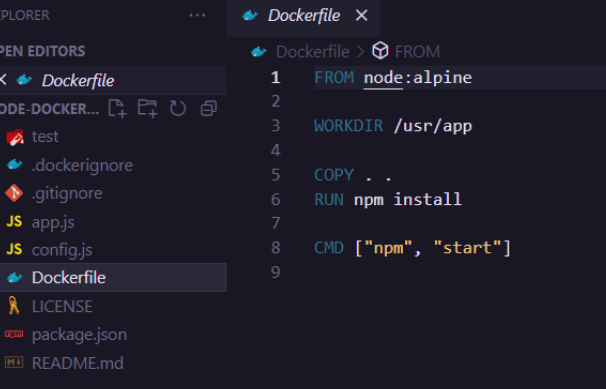 PLORER ...
PEN EDITORS
Dockerfile
ODE-DOCKER...
test
.dockerignore
.gitignore
JS app.js
JS config.js
Dockerfile
LICENSE
package.json
README.md
Dockerfile ×
Dockerfile > FROM
1 FROM node:alpine
2
3 WORKDIR /usr/app
4
5 COPY . .
6 RUN npm install
7
8 CMD ["npm", "start"]
9